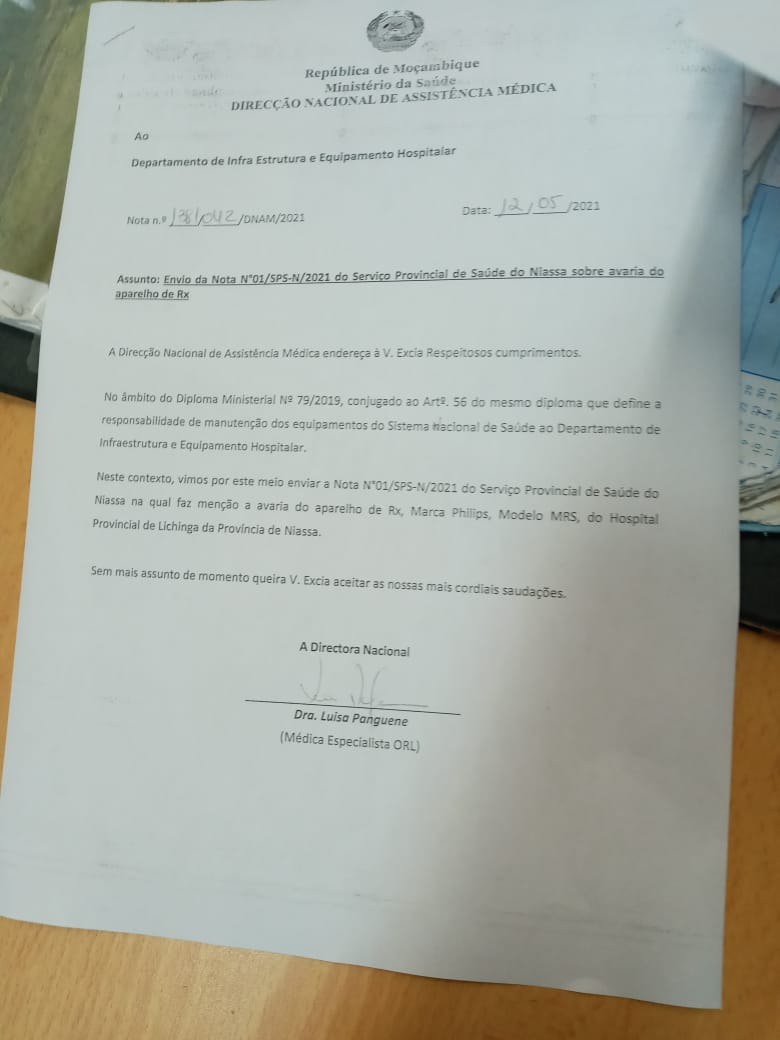 República de Moçambique
Ministério da Saúde
DIRECÇÃO NACIONAL DE ASSISTÊNCIA MÉDICA
Ao
Departamento de Infra Estrutura e Equipamento Hospitalar
Nota n.º 1381/042/DNAM/2021
Data: 12/05/2021
Assunto: Envio da Nota N°01/SPS-N/2021 do Serviço Provincial de Saúde do Niassa sobre avaria do
aparelho de Rx
A Direcção Nacional de Assistência Médica endereça à V. Excia Respeitosos cumprimentos.
No âmbito do Diploma Ministerial Nº 79/2019, conjugado ao Artº. 56 do mesmo diploma que define a
responsabilidade de manutenção dos equipamentos do Sistema Nacional de Saúde ao Departamento de
Infraestrutura e Equipamento Hospitalar.
Neste contexto, vimos por este meio enviar a Nota N°01/SPS-N/2021 do Serviço Provincial de Saúde do
Niassa na qual faz menção a avaria do aparelho de Rx, Marca Philips, Modelo MRS, do Hospital
Provincial de Lichinga da Província de Niassa.
Sem mais assunto de momento queira V. Excia aceitar as nossas mais cordiais saudações.
A Directora Nacional
Dra. Luisa Panguene
(Médica Especialista ORL)